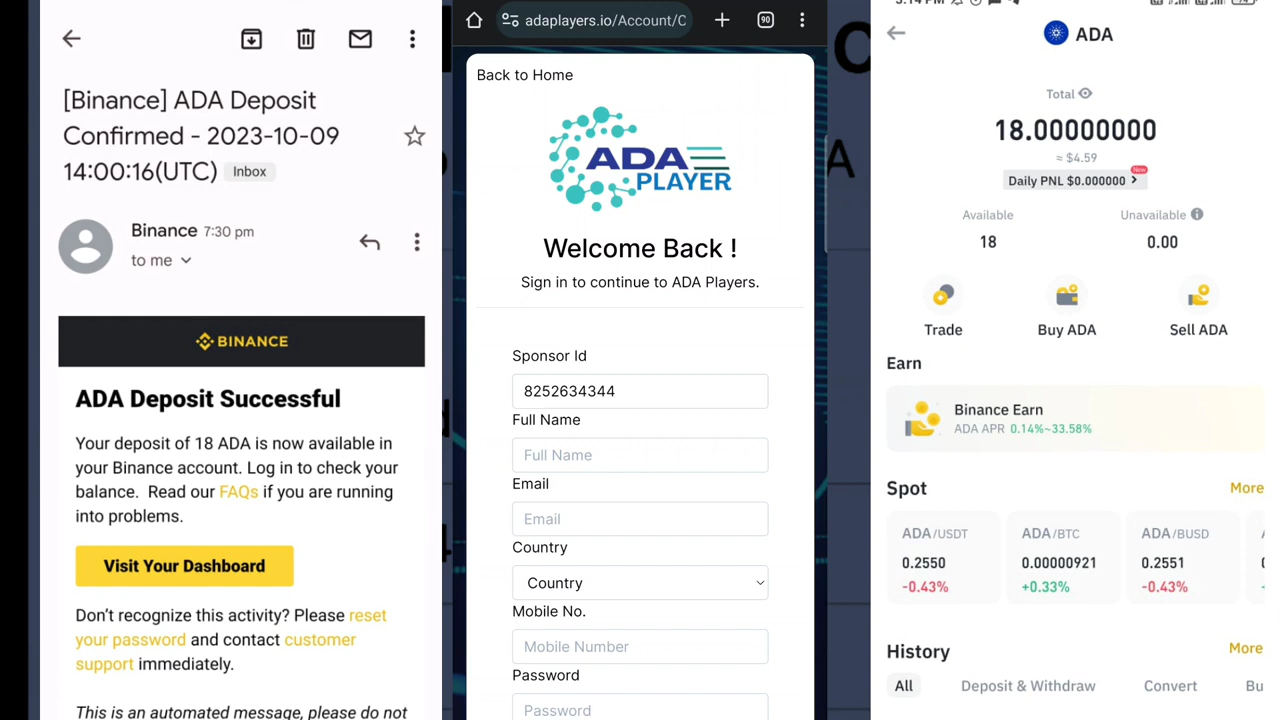 [Binance] ADA Deposit
Confirmed - 2023-10-09
14:00:16(UTC) Inbox
Binance 7:30 pm
to me
BINANCE
ADA Deposit Successful
Your deposit of 18 ADA is now available in
your Binance account. Log in to check your
balance. Read our FAQs if you are running
into problems.
Visit Your Dashboard
Don't recognize this activity? Please reset
your password and contact customer
support immediately.
This is an automated message, please do not
adaplayers.io/Account/C
90
Back to Home
ADA
PLAYER
Welcome Back !
Sign in to continue to ADA Players.
Sponsor Id
8252634344
Full Name
Full Name
Email
Email
Country
Country
Mobile No.
Mobile Number
Password
Password
ADA
Total
18.00000000
≈ $4.59
New
Daily PNL $0.000000
Available Unavailable
18 0.00
Trade Buy ADA Sell ADA
Earn
Binance Earn
ADA APR 0.14%~33.58%
Spot More
ADA/USDT ADA/BTC ADA/BUSD
0.2550 0.00000921 0.2551
-0.43% +0.33% -0.43%
History More
All Deposit & Withdraw Convert Bu